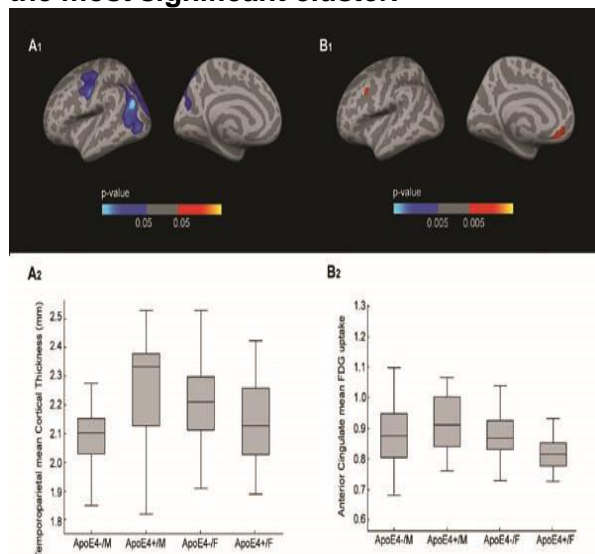 the most significant cluster.
A1
B1
p-value
0.05 0.05
p-value
0.005 0.005
A2
B2
Temporoparietal mean Cortical Thickness (mm)
2.5
2.4
2.3
2.2
2.1
2.0
1.9
1.8
ApoE4-/M ApoE4+/M ApoE4-/F ApoE4+/F
Anterior Cingulate mean FDG uptake
1.3
1.2
1.1
1.0
0.9
0.8
0.7
0.6
ApoE4-/M ApoE4+/M ApoE4-/F ApoE4+/F